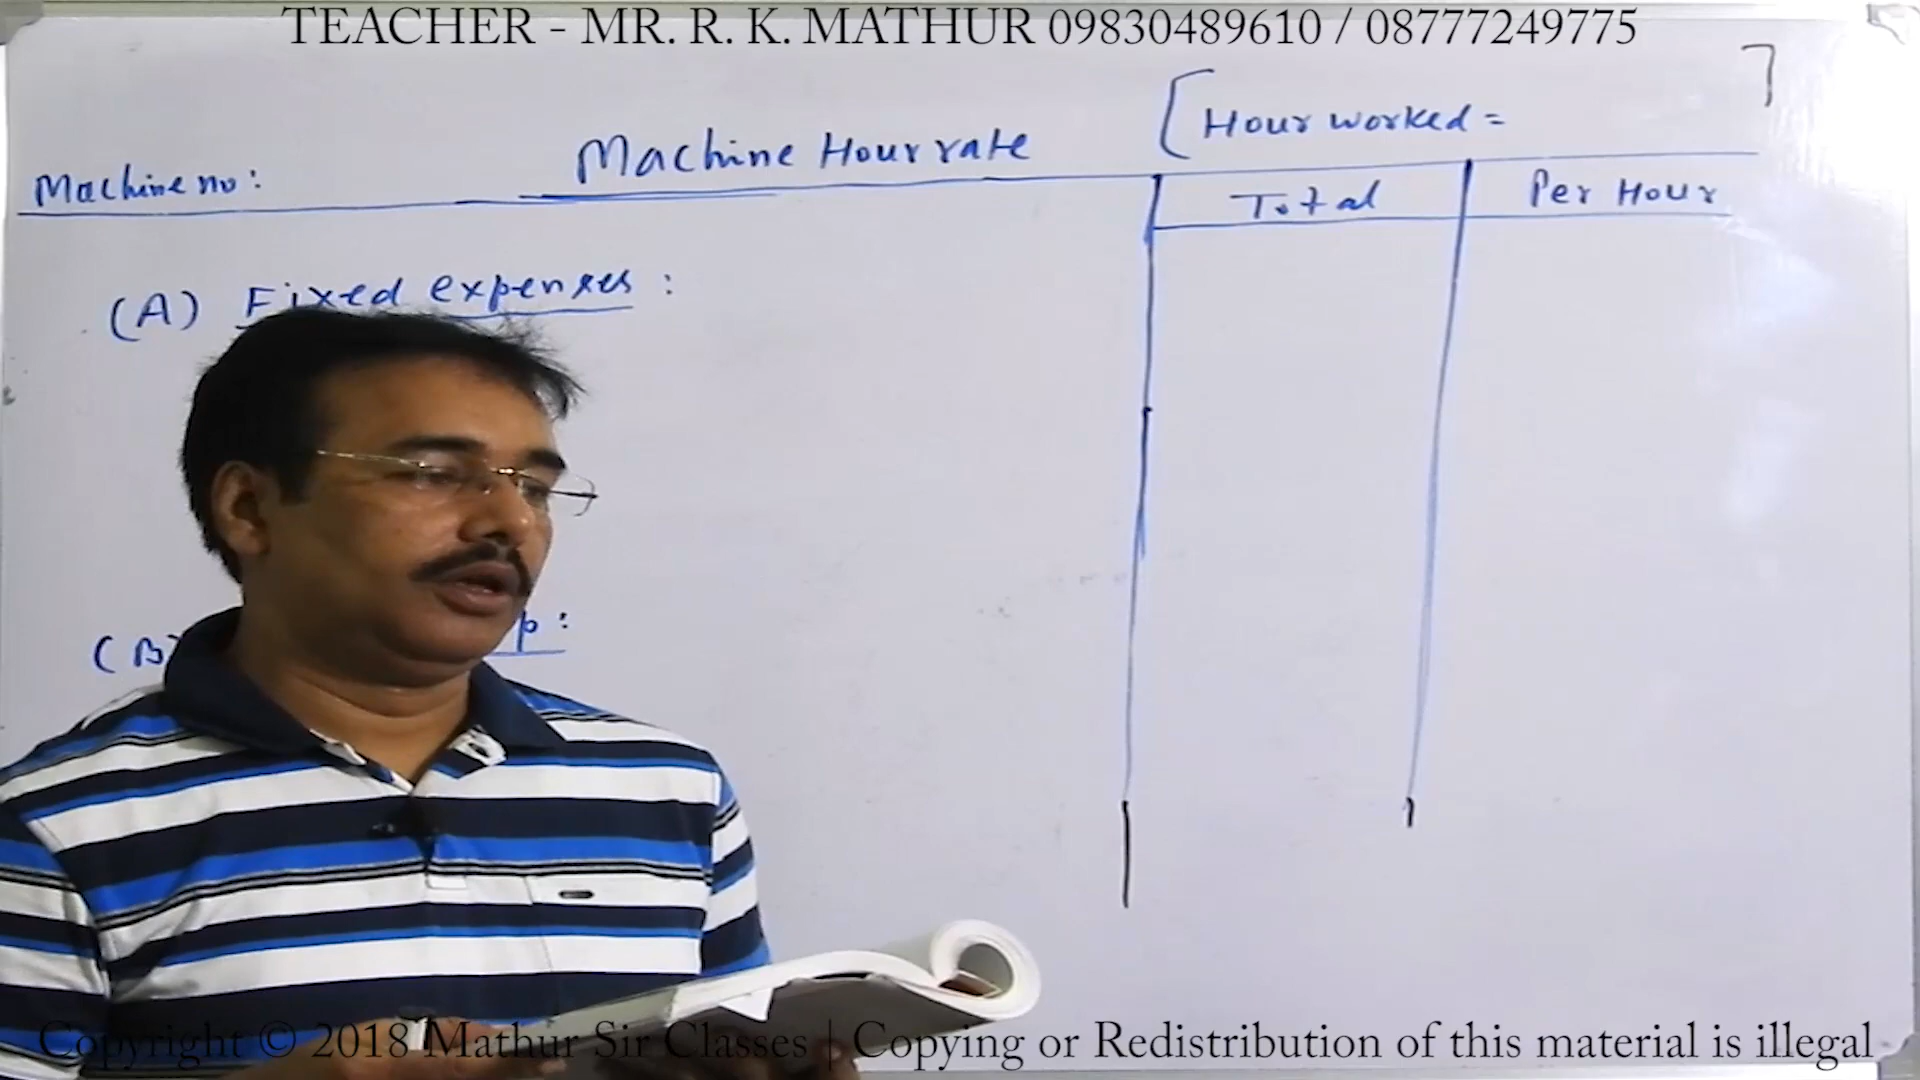 TEACHER - MR. R. K. MATHUR 09830489610 / 08777249775
[Hour worked = ]
Machine no: Machine Hour rate
Total Per Hour
(A) Fixed expenses :
(B) p :
Copyright © 2018 Mathur Sir Classes | Copying or Redistribution of this material is illegal